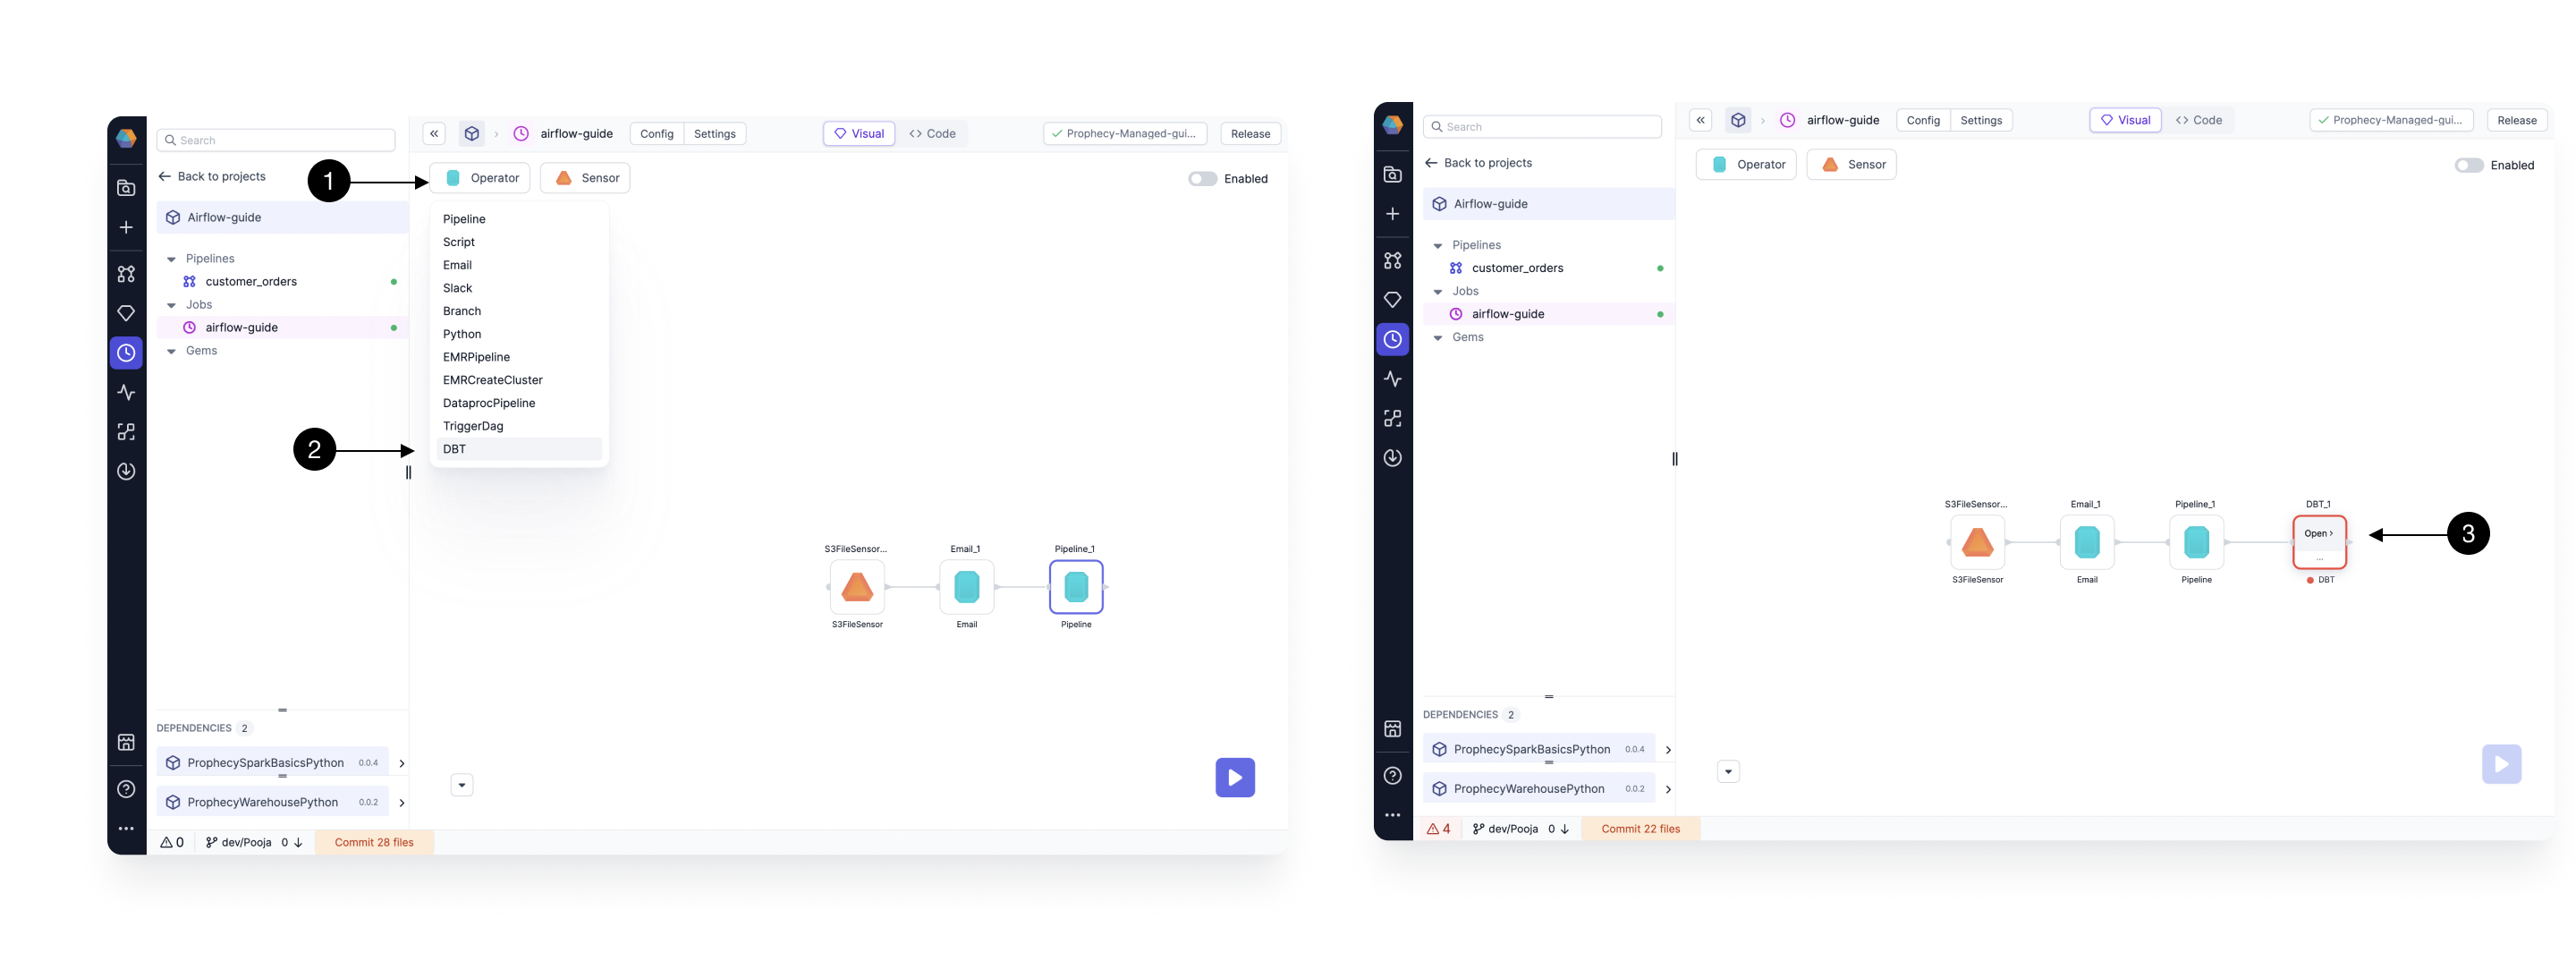 Search
Back to projects
Airflow-guide
Pipelines
customer_orders
Jobs
airflow-guide
Gems
DEPENDENCIES 2
ProphecySparkBasicsPython 0.0.4
ProphecyWarehousePython 0.0.2
0 dev/Pooja 0 Commit 28 files
airflow-guide Config Settings Visual <> Code Prophecy-Managed-gui... Release
1 Operator Sensor Enabled
Pipeline
Script
Email
Slack
Branch
Python
EMRPipeline
EMRCreateCluster
DataprocPipeline
TriggerDag
2 DBT
S3FileSensor... Email_1 Pipeline_1
S3FileSensor Email Pipeline
Search
Back to projects
Airflow-guide
Pipelines
customer_orders
Jobs
airflow-guide
Gems
DEPENDENCIES 2
ProphecySparkBasicsPython 0.0.4
ProphecyWarehousePython 0.0.2
4 dev/Pooja 0 Commit 22 files
airflow-guide Config Settings Visual <> Code Prophecy-Managed-gui... Release
Operator Sensor Enabled
S3FileSensor... Email_1 Pipeline_1 DBT_1
Open > 3
...
S3FileSensor Email Pipeline DBT